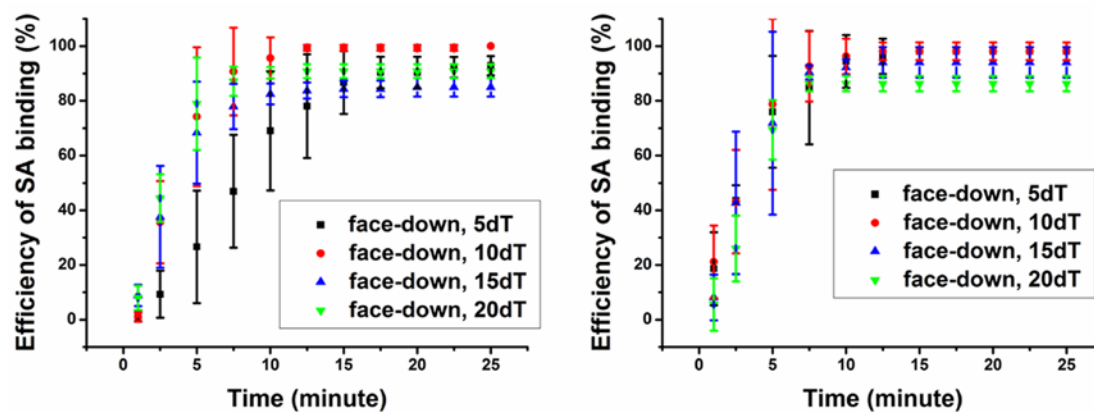 Efficiency of SA binding (%)
100
80
60
40
20
0
face-down, 5dT
face-down, 10dT
face-down, 15dT
face-down, 20dT
0 5 10 15 20 25
Time (minute)
Efficiency of SA binding (%)
100
80
60
40
20
0
face-down, 5dT
face-down, 10dT
face-down, 15dT
face-down, 20dT
0 5 10 15 20 25
Time (minute)